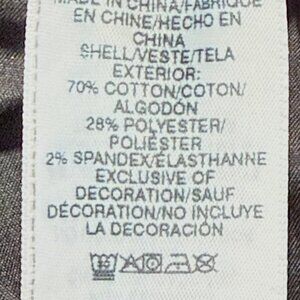 MADE IN CHINA/FABRIQUÉ
EN CHINE/HECHO EN
CHINA
SHELL/VESTE/TELA
EXTERIOR:
70% COTTON/COTON/
ALGODÓN
28% POLYESTER/
POLIÉSTER
2% SPANDEX/ÉLASTHANNE
EXCLUSIVE OF
DECORATION/SAUF
DÉCORATION/NO INCLUYE
LA DECORACIÓN